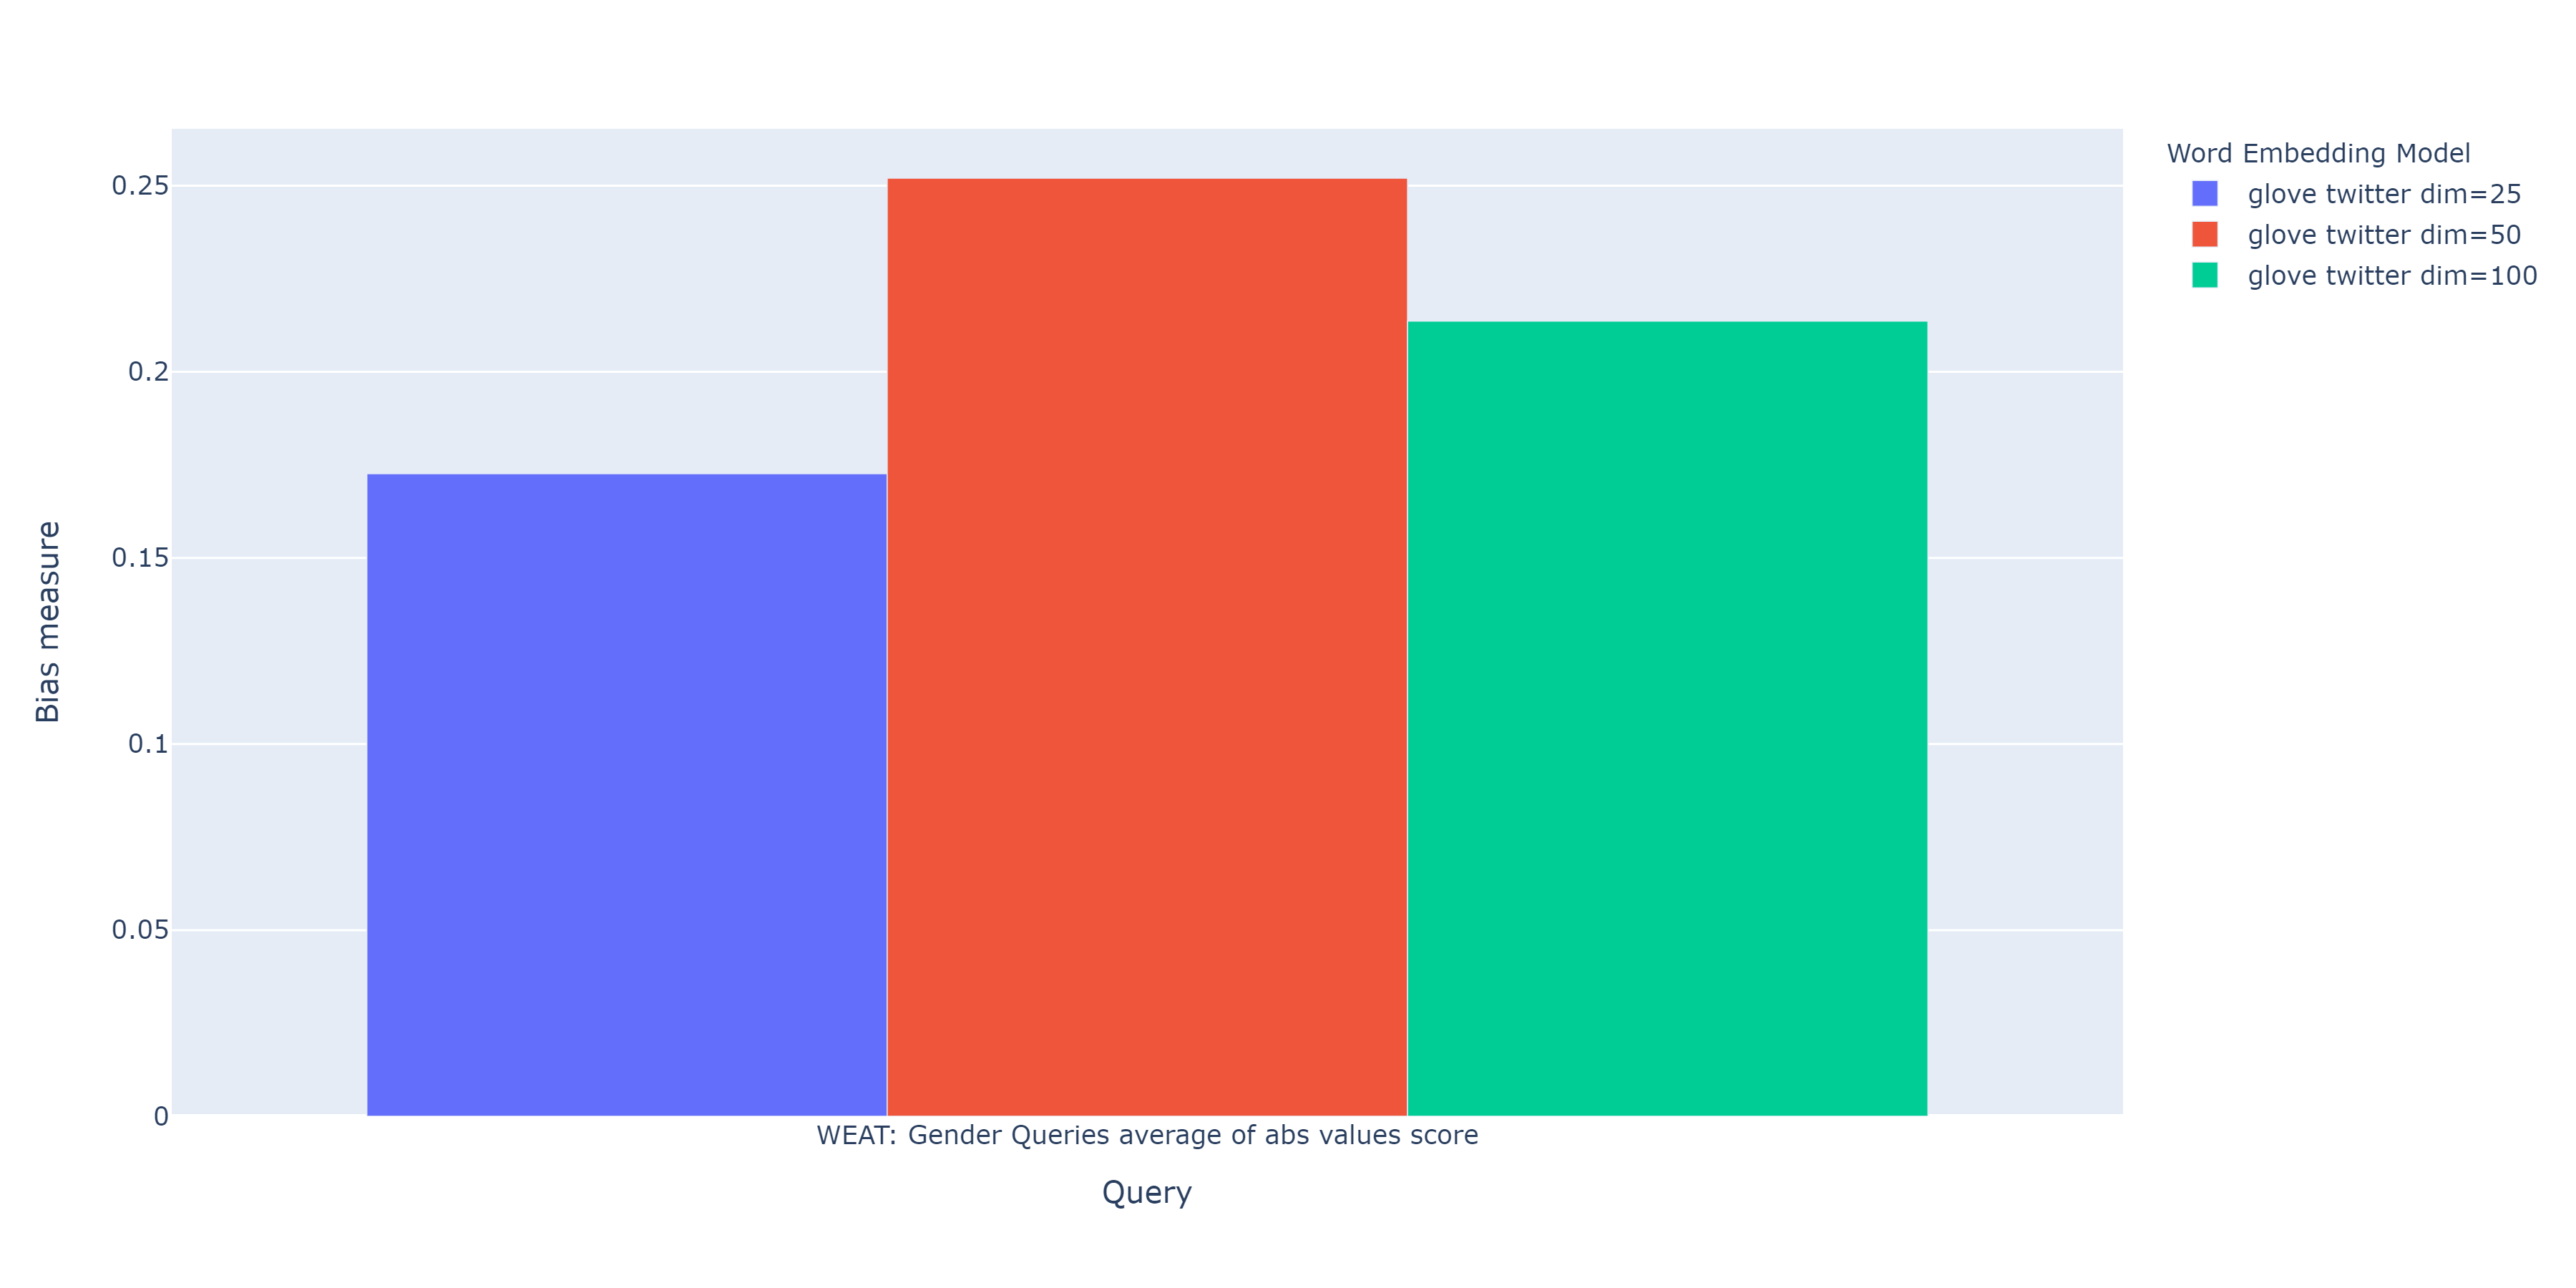 Word Embedding Model
glove twitter dim=25
glove twitter dim=50
glove twitter dim=100
0.25
0.2
0.15
0.1
0.05
0
Bias measure
WEAT: Gender Queries average of abs values score
Query